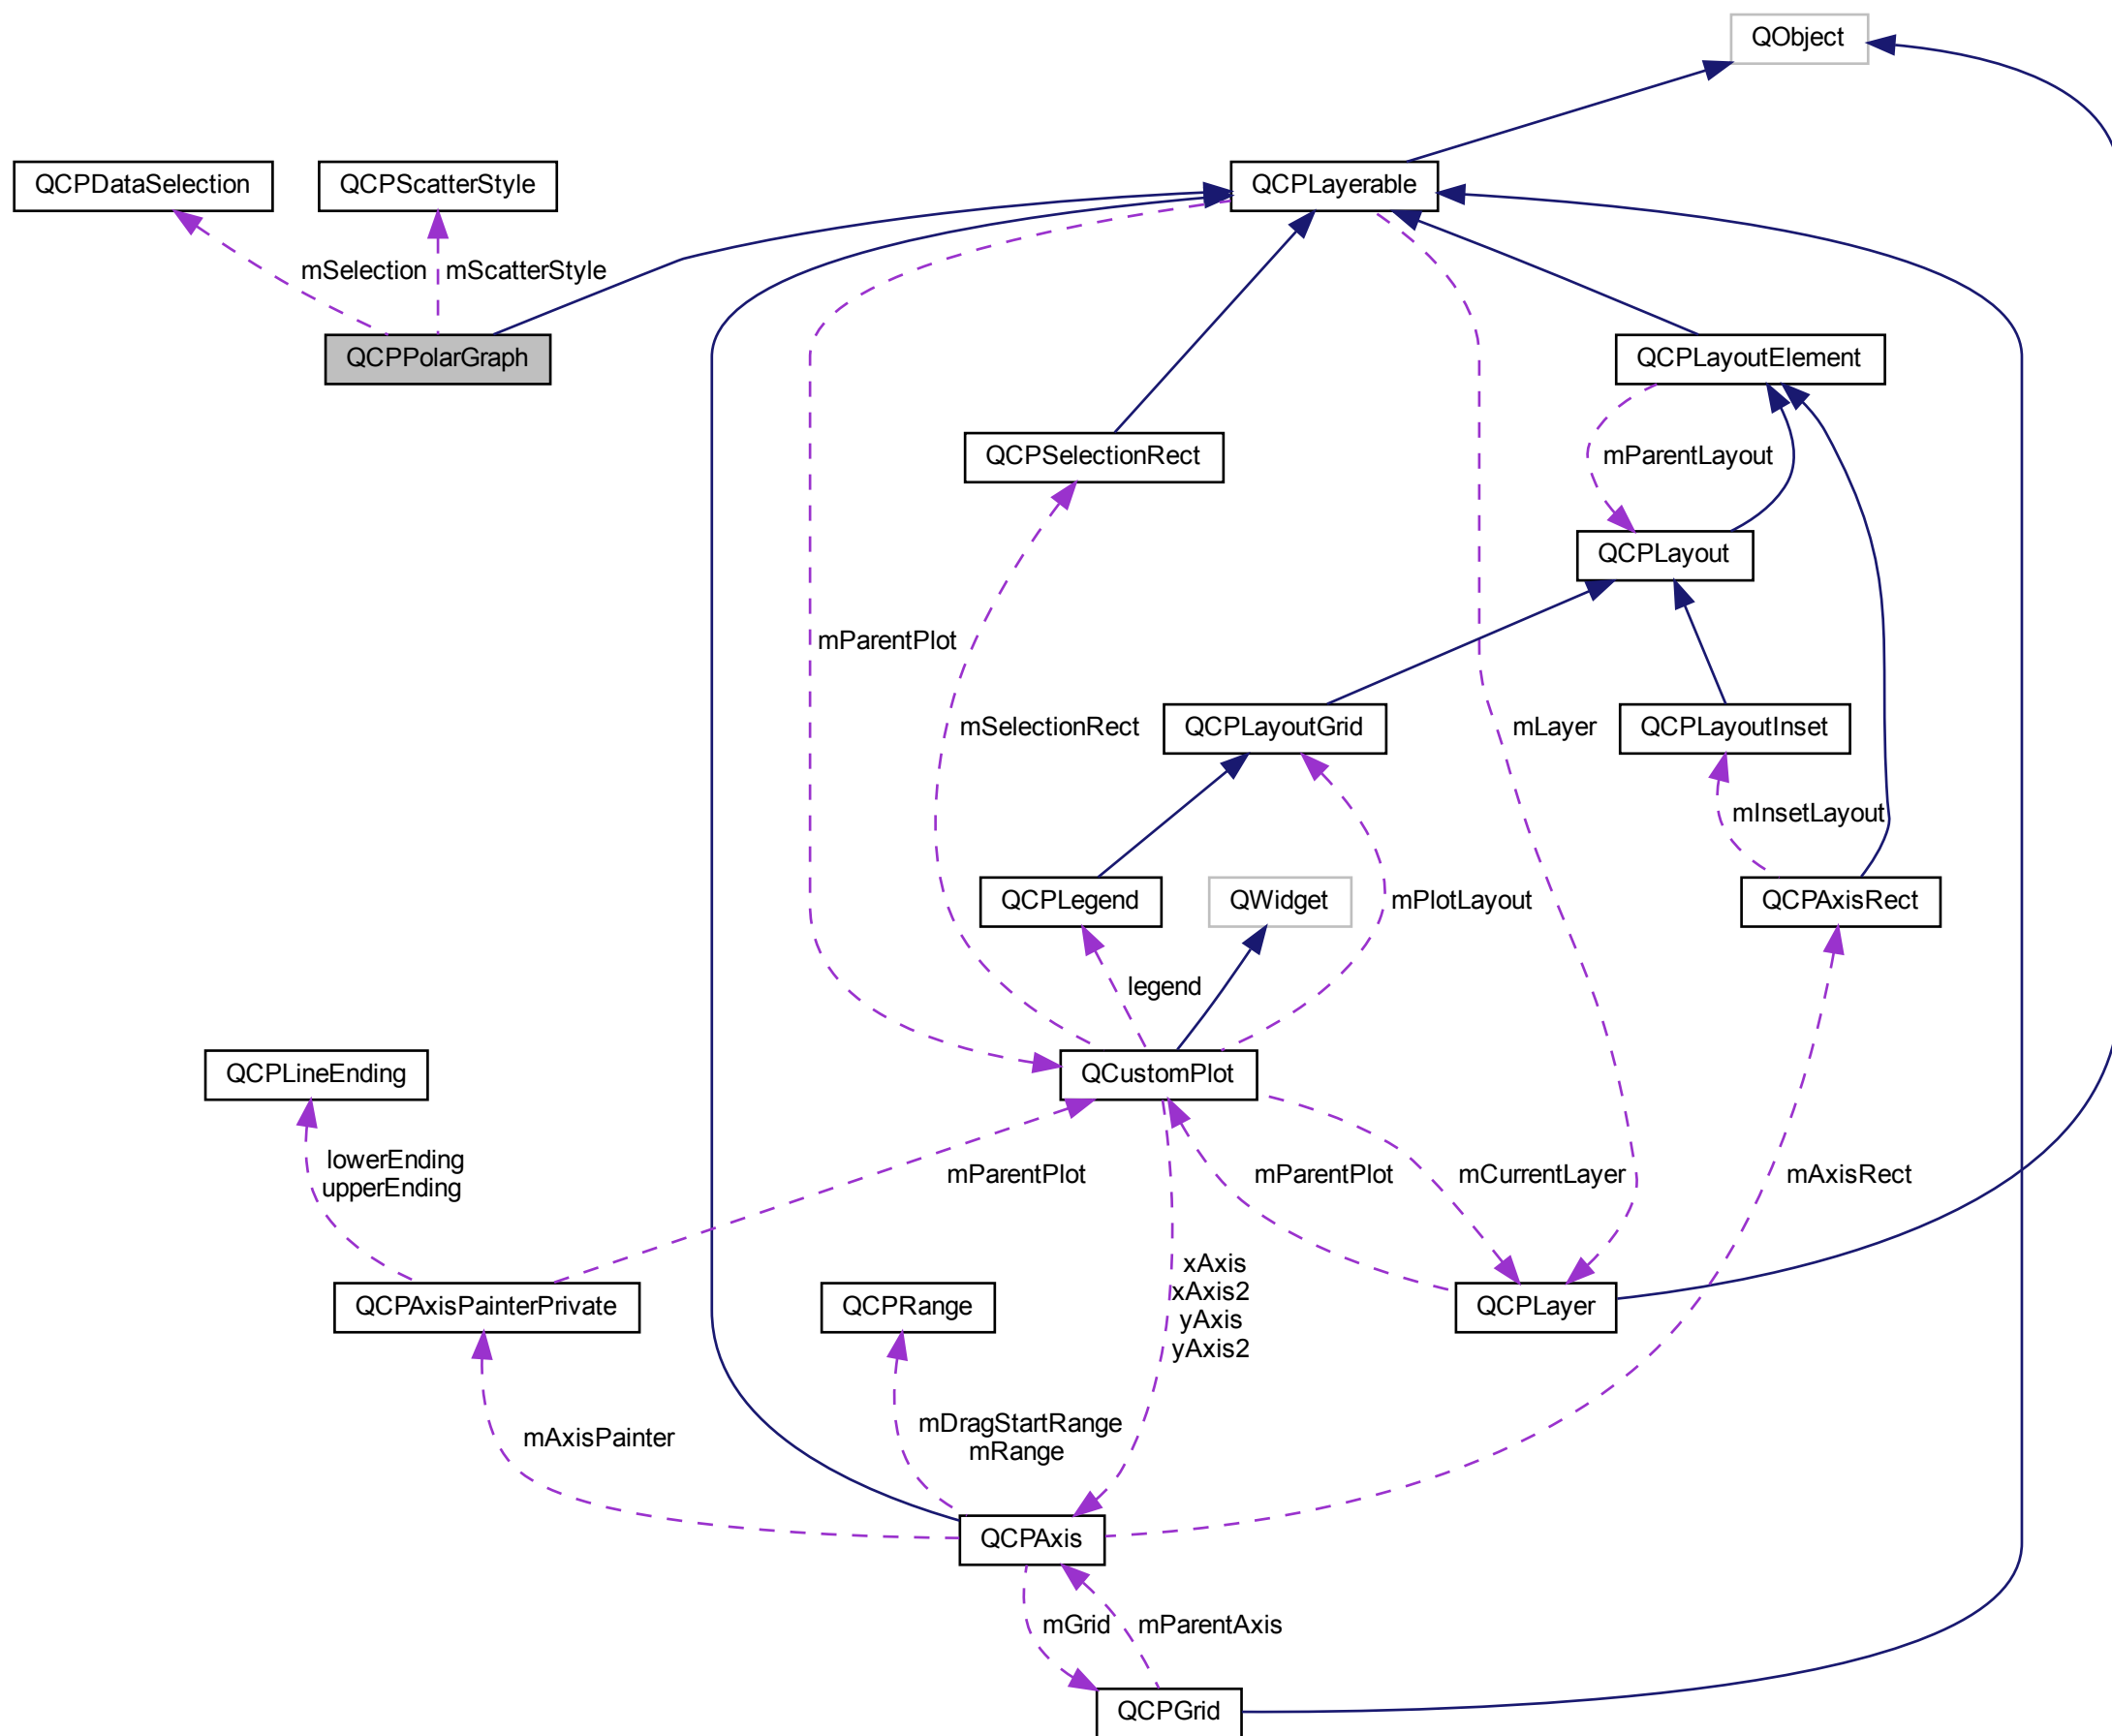 QObject
QCPDataSelection
QCPScatterStyle
QCPLayerable
mSelection
mScatterStyle
QCPPolarGraph
QCPLayoutElement
QCPSelectionRect
mParentLayout
QCPLayout
mParentPlot
mSelectionRect
QCPLayoutGrid
mLayer
QCPLayoutInset
mInsetLayout
QCPLegend
QWidget
mPlotLayout
QCPAxisRect
legend
QCPLineEnding
QCustomPlot
lowerEnding
upperEnding
mParentPlot
mParentPlot
mCurrentLayer
mAxisRect
xAxis
xAxis2
yAxis
yAxis2
QCPAxisPainterPrivate
QCPRange
QCPLayer
mAxisPainter
mDragStartRange
mRange
QCPAxis
mGrid
mParentAxis
QCPGrid